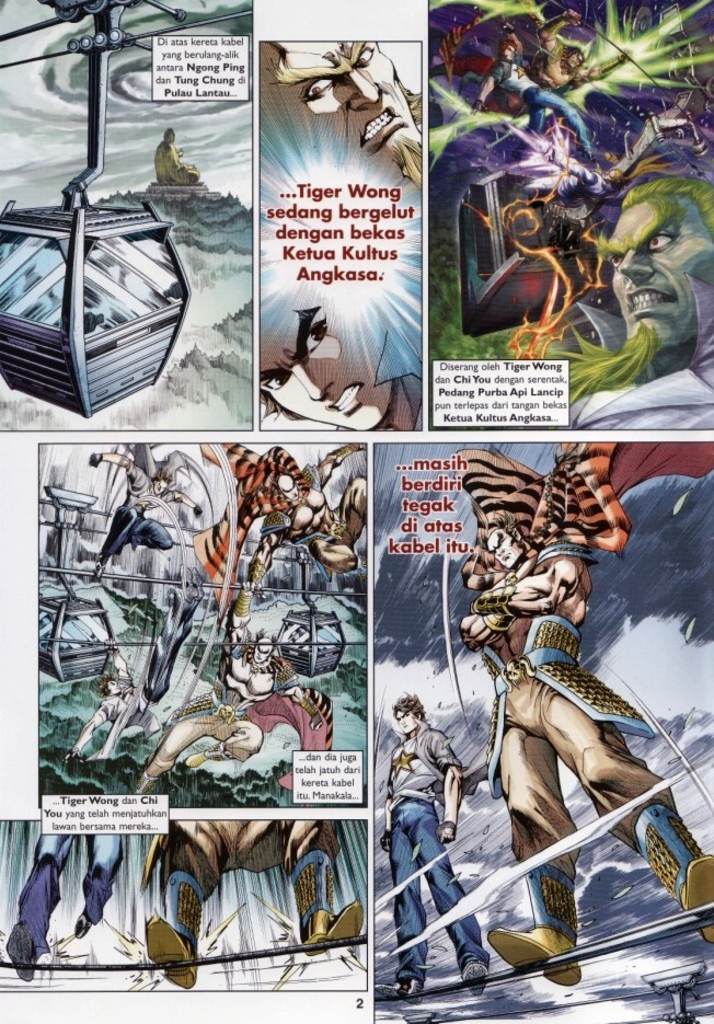 Di atas kereta kabel
yang berulang-alik
antara Ngong Ping
dan Tung Chung di
Pulau Lantau...
...Tiger Wong
sedang bergelut
dengan bekas
Ketua Kultus
Angkasa.
Diserang oleh Tiger Wong
dan Chi You dengan serentak,
Pedang Purba Api Lancip
pun terlepas dari tangan bekas
Ketua Kultus Angkasa...
...dan dia juga
telah jatuh dari
kereta kabel
itu. Manakala...
...Tiger Wong dan Chi
You yang telah menjatuhkan
lawan bersama mereka...
...masih
berdiri
tegak
di atas
kabel itu.
2